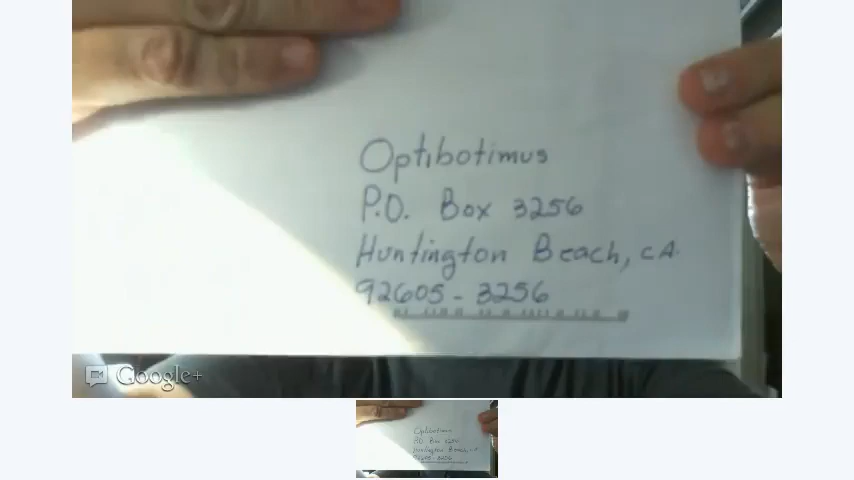 Optibotimus
P.O. Box 3256
Huntington Beach, CA.
92605 - 3256
Google+